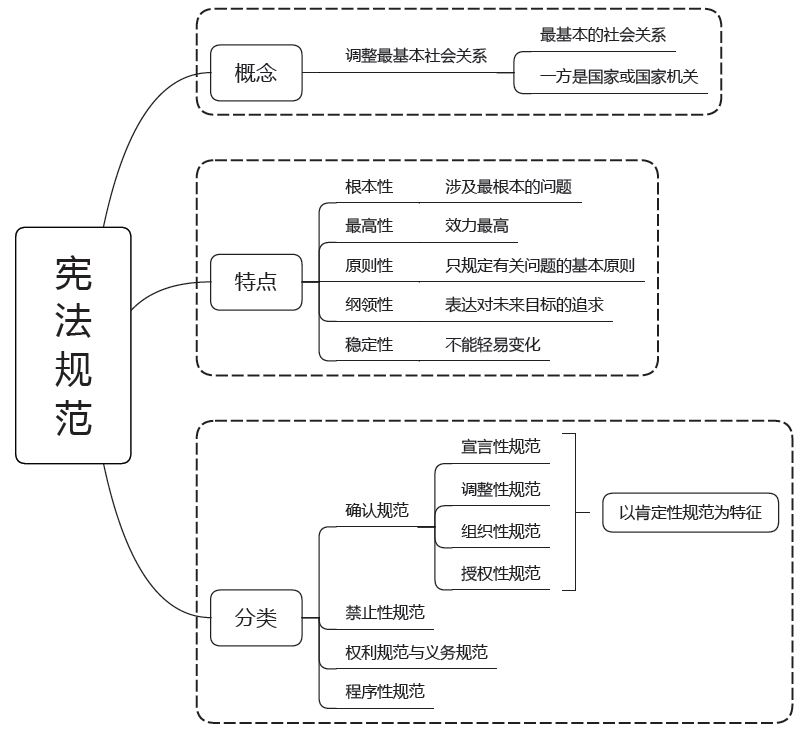 宪法规范
概念
调整最基本社会关系
最基本的社会关系
一方是国家或国家机关
特点
根本性
涉及最根本的问题
最高性
效力最高
原则性
只规定有关问题的基本原则
纲领性
表达对未来目标的追求
稳定性
不能轻易变化
分类
确认规范
宣言性规范
调整性规范
组织性规范
授权性规范
以肯定性规范为特征
禁止性规范
权利规范与义务规范
程序性规范